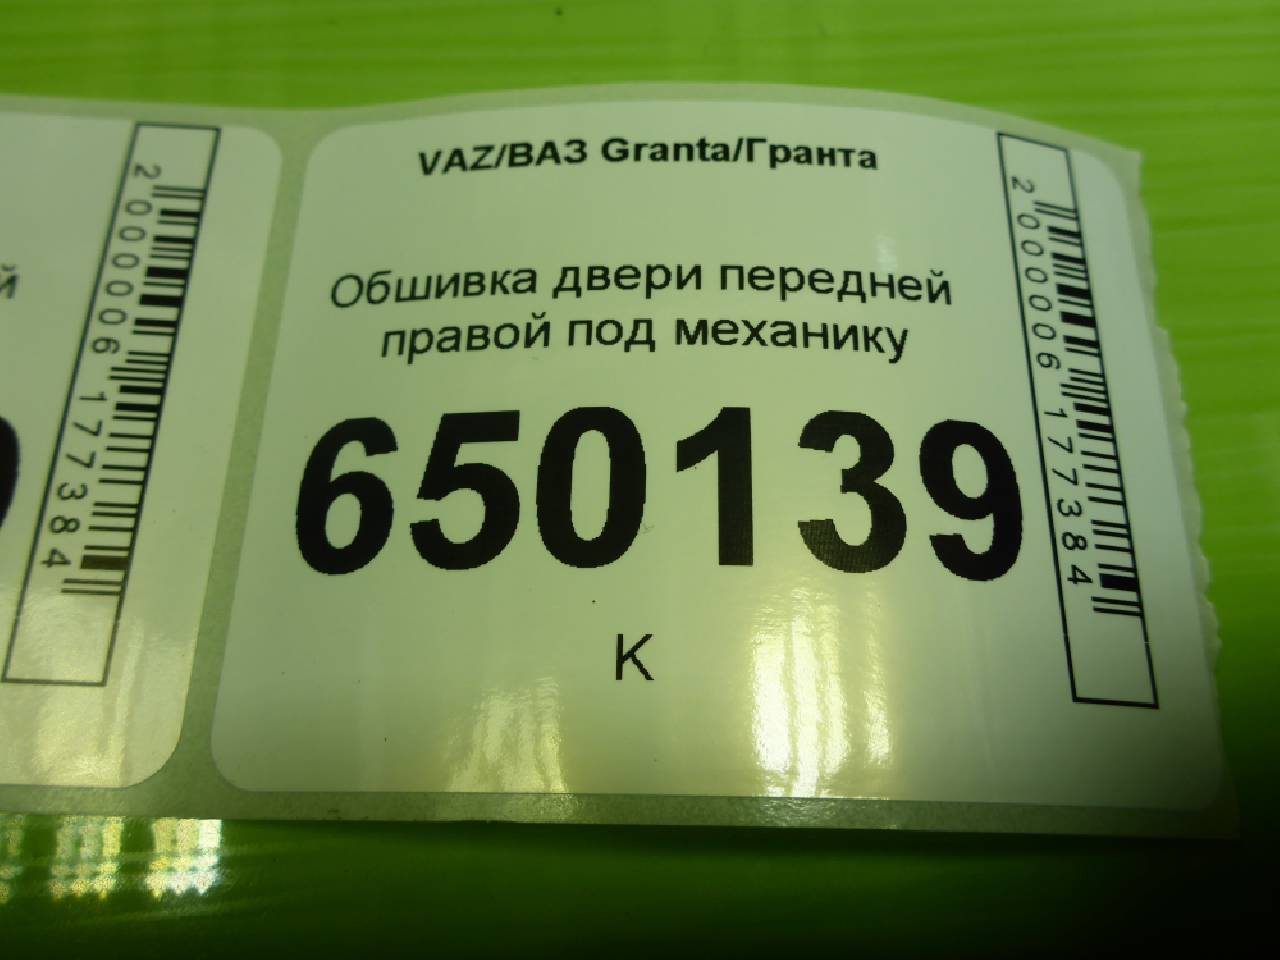 VAZ/ВАЗ Granta/Гранта
Обшивка двери передней
правой под механику
650139
К
2000006177384
2000006177384
й